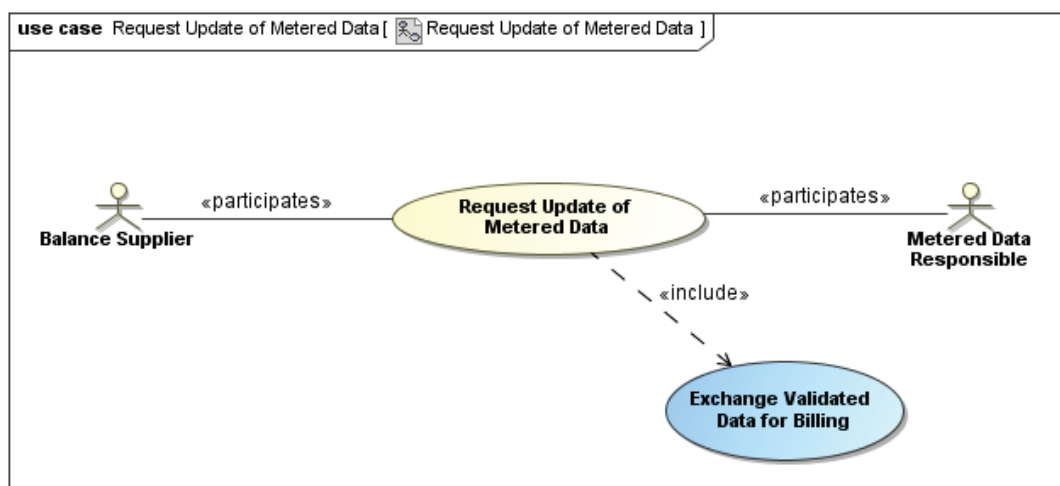 use case Request Update of Metered Data [ Request Update of Metered Data ]
«participates»
«participates»
Request Update of
Metered Data
Balance Supplier
Metered Data
Responsible
«include»
Exchange Validated
Data for Billing